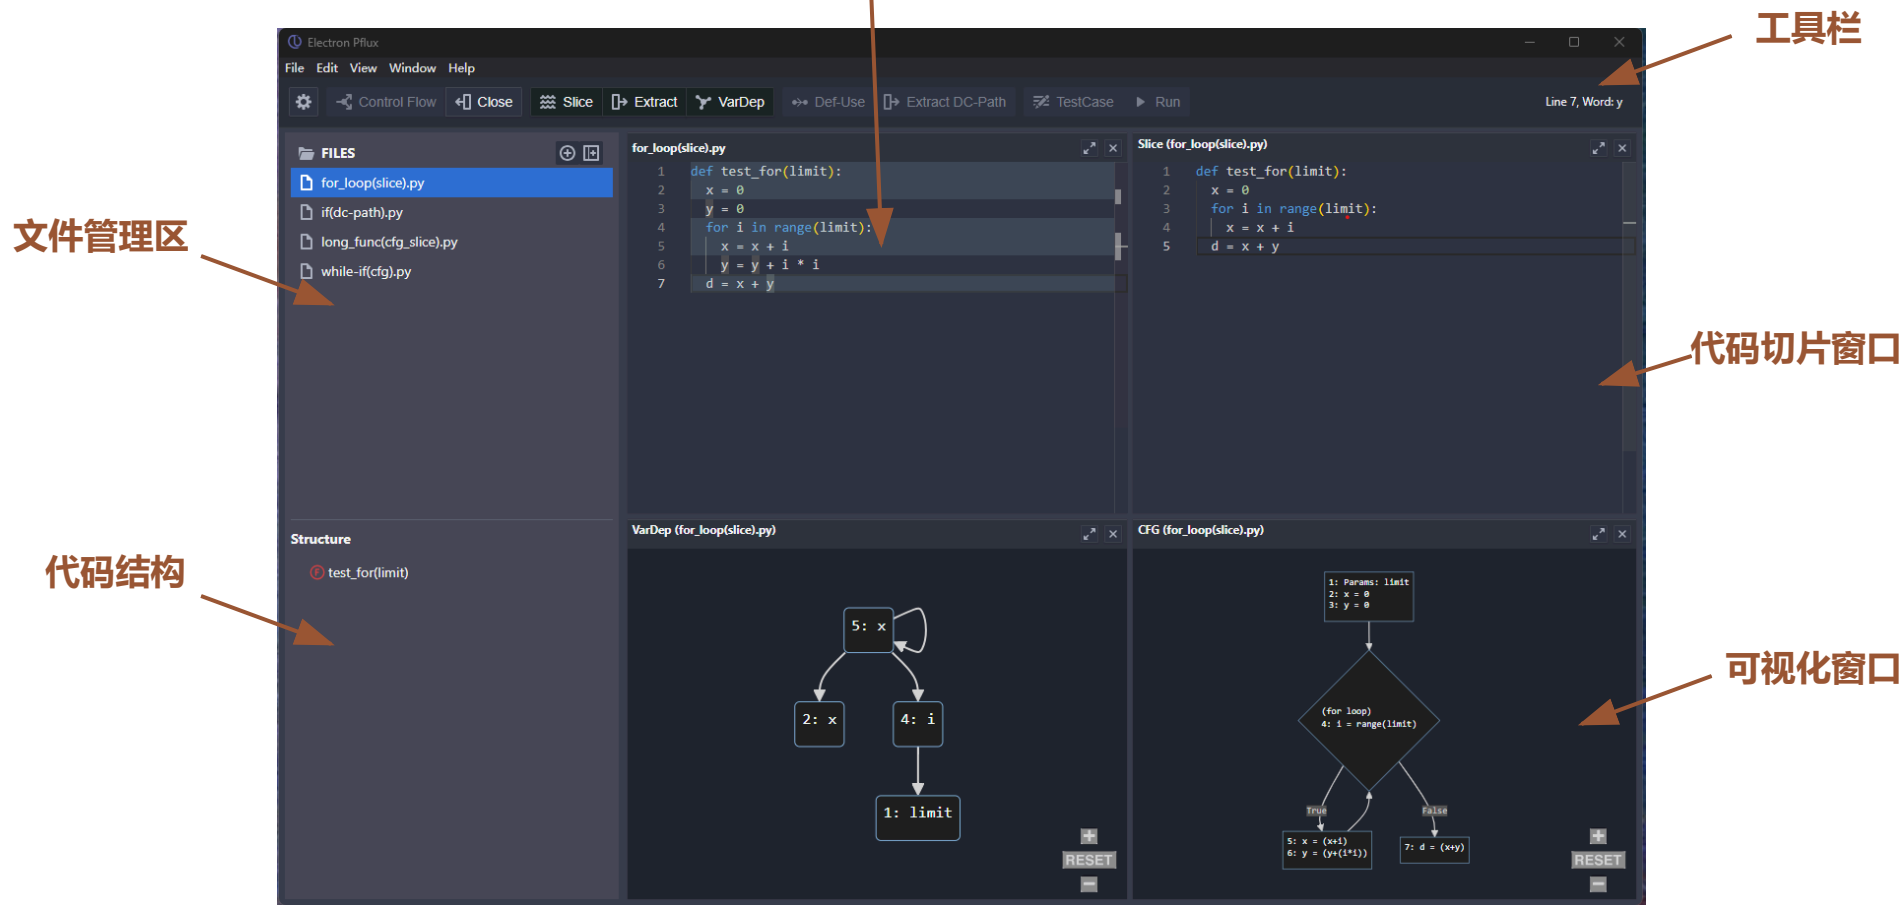 工具栏
Electron Pflux
File Edit View Window Help
Control Flow Close Slice Extract VarDep Def-Use Extract DC-Path TestCase Run Line 7, Word: y
文件管理区
FILES
for_loop(slice).py
if(dc-path).py
long_func(cfg_slice).py
while-if(cfg).py
代码结构
Structure
F test_for(limit)
for_loop(slice).py
1 def test_for(limit):
2 x = 0
3 y = 0
4 for i in range(limit):
5 x = x + i
6 y = y + i * i
7 d = x + y
Slice (for_loop(slice).py)
1 def test_for(limit):
2 x = 0
3 for i in range(limit):
4 x = x + i
5 d = x + y
代码切片窗口
VarDep (for_loop(slice).py)
5: x
2: x 4: i
1: limit
RESET
CFG (for_loop(slice).py)
1: Params: limit
2: x = 0
3: y = 0
(for loop)
4: i = range(limit)
True False
5: x = (x+i)
6: y = (y+(i*i))
7: d = (x+y)
RESET
可视化窗口